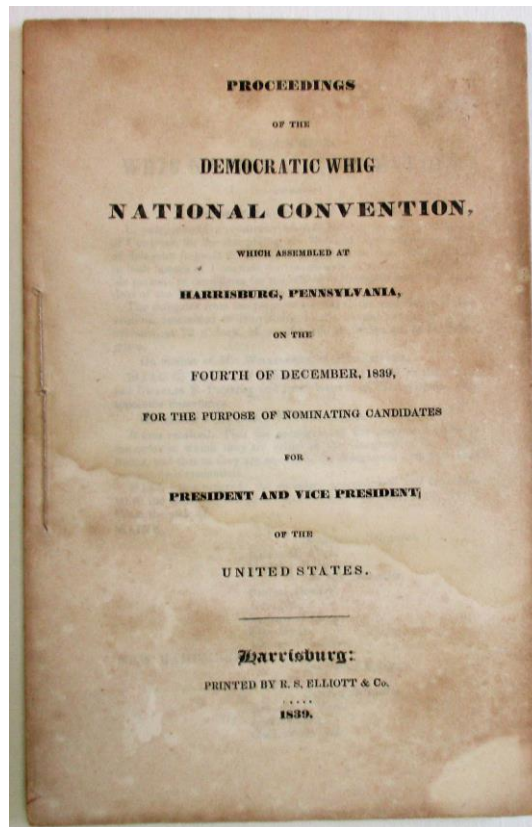 PROCEEDINGS
OF THE
DEMOCRATIC WHIG
NATIONAL CONVENTION,
WHICH ASSEMBLED AT
HARRISBURG, PENNSYLVANIA,
ON THE
FOURTH OF DECEMBER, 1839,
FOR THE PURPOSE OF NOMINATING CANDIDATES
FOR
PRESIDENT AND VICE PRESIDENT,
OF THE
UNITED STATES.
Harrisburg:
PRINTED BY R. S. ELLIOTT & Co.
.....
1839.